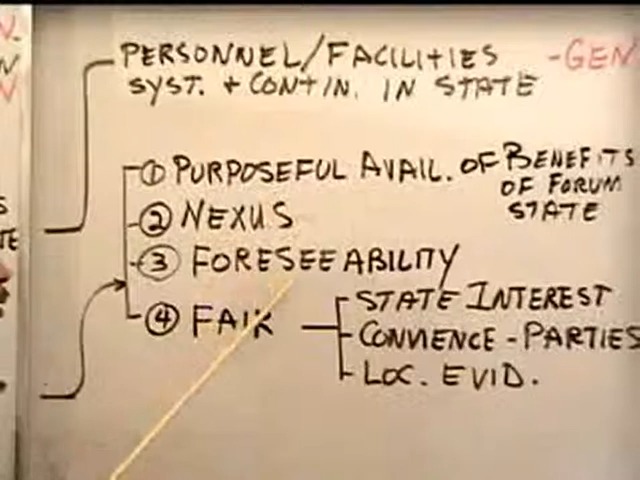 PERSONNEL/FACILITIES - GEN
SYST. + CONTIN. IN STATE
① PURPOSEFUL AVAIL. OF BENEFITS
OF FORUM
STATE
② NEXUS
③ FORESEEABILITY
④ FAIR
STATE INTEREST
CONVIENCE - PARTIES
LOC. EVID.